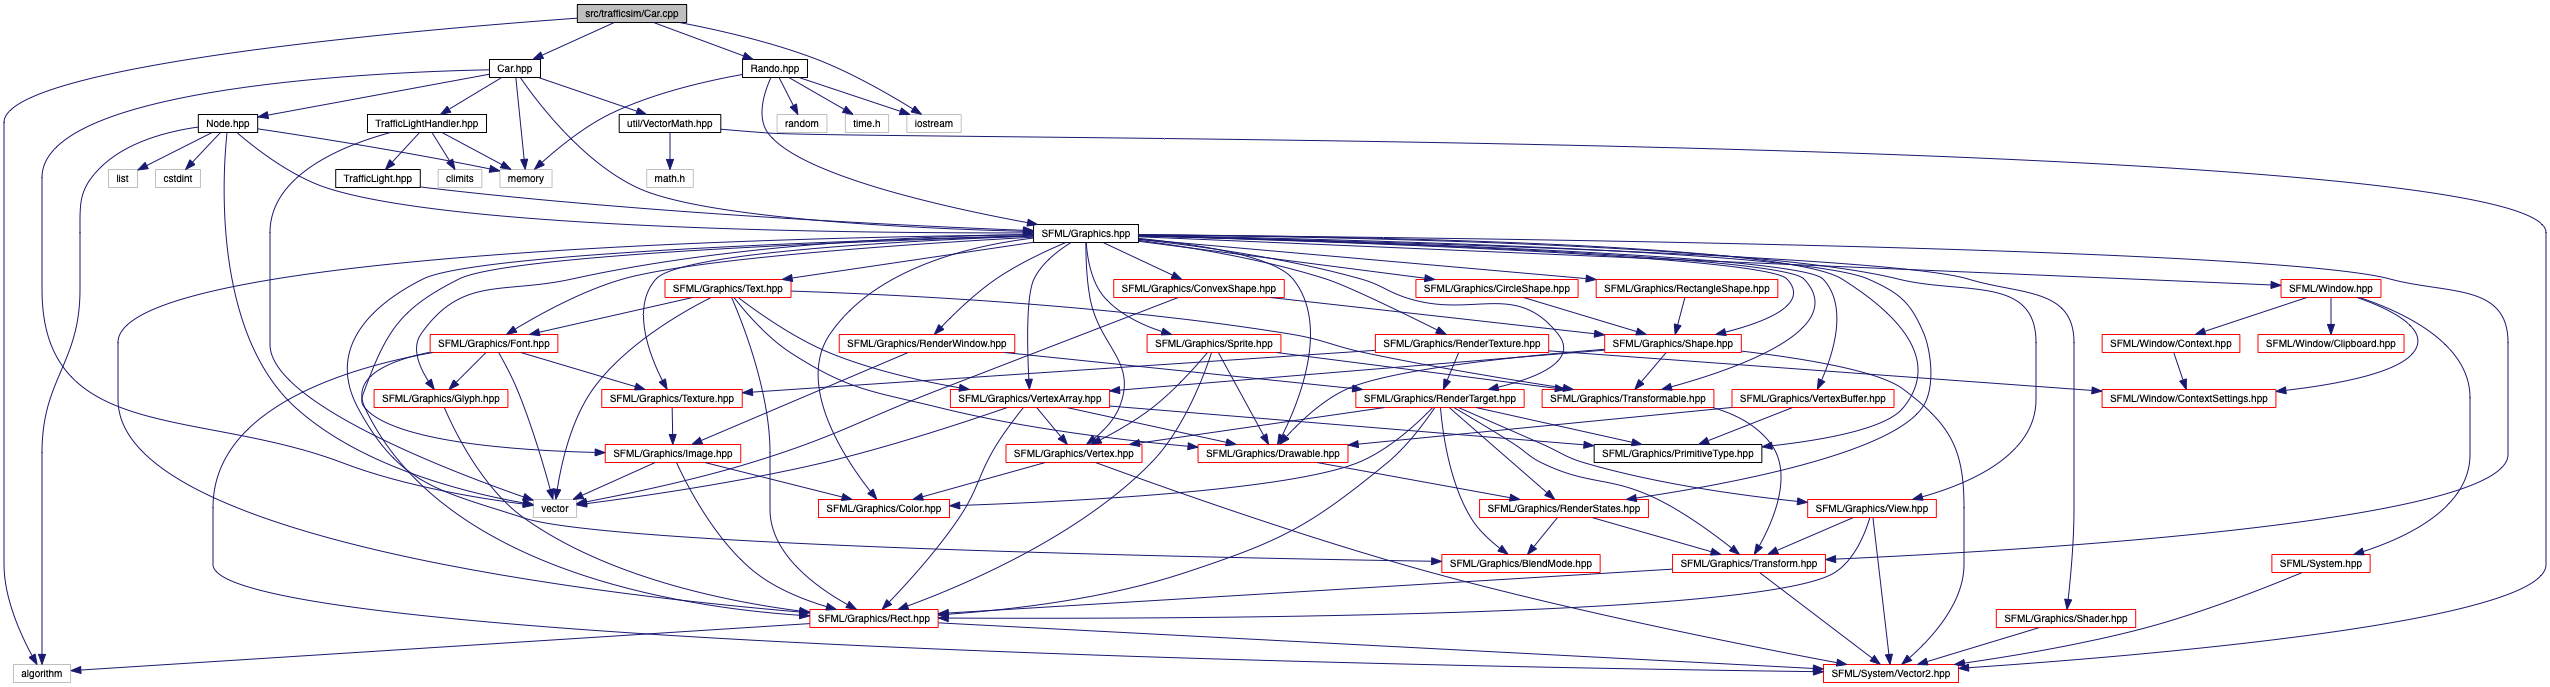 src/trafficsim/Car.cpp
Car.hpp
Rando.hpp
Node.hpp
TrafficLightHandler.hpp
util/VectorMath.hpp
random
time.h
iostream
list
cstdint
TrafficLight.hpp
climits
memory
math.h
SFML/Graphics.hpp
SFML/Graphics/Text.hpp
SFML/Graphics/ConvexShape.hpp
SFML/Graphics/CircleShape.hpp
SFML/Graphics/RectangleShape.hpp
SFML/Window.hpp
SFML/Graphics/Font.hpp
SFML/Graphics/RenderWindow.hpp
SFML/Graphics/Sprite.hpp
SFML/Graphics/RenderTexture.hpp
SFML/Graphics/Shape.hpp
SFML/Window/Context.hpp
SFML/Window/Clipboard.hpp
SFML/Graphics/Glyph.hpp
SFML/Graphics/Texture.hpp
SFML/Graphics/VertexArray.hpp
SFML/Graphics/RenderTarget.hpp
SFML/Graphics/Transformable.hpp
SFML/Graphics/VertexBuffer.hpp
SFML/Window/ContextSettings.hpp
SFML/Graphics/Image.hpp
SFML/Graphics/Vertex.hpp
SFML/Graphics/Drawable.hpp
SFML/Graphics/PrimitiveType.hpp
vector
SFML/Graphics/Color.hpp
SFML/Graphics/RenderStates.hpp
SFML/Graphics/View.hpp
SFML/Graphics/BlendMode.hpp
SFML/Graphics/Transform.hpp
SFML/System.hpp
SFML/Graphics/Rect.hpp
SFML/Graphics/Shader.hpp
algorithm
SFML/System/Vector2.hpp